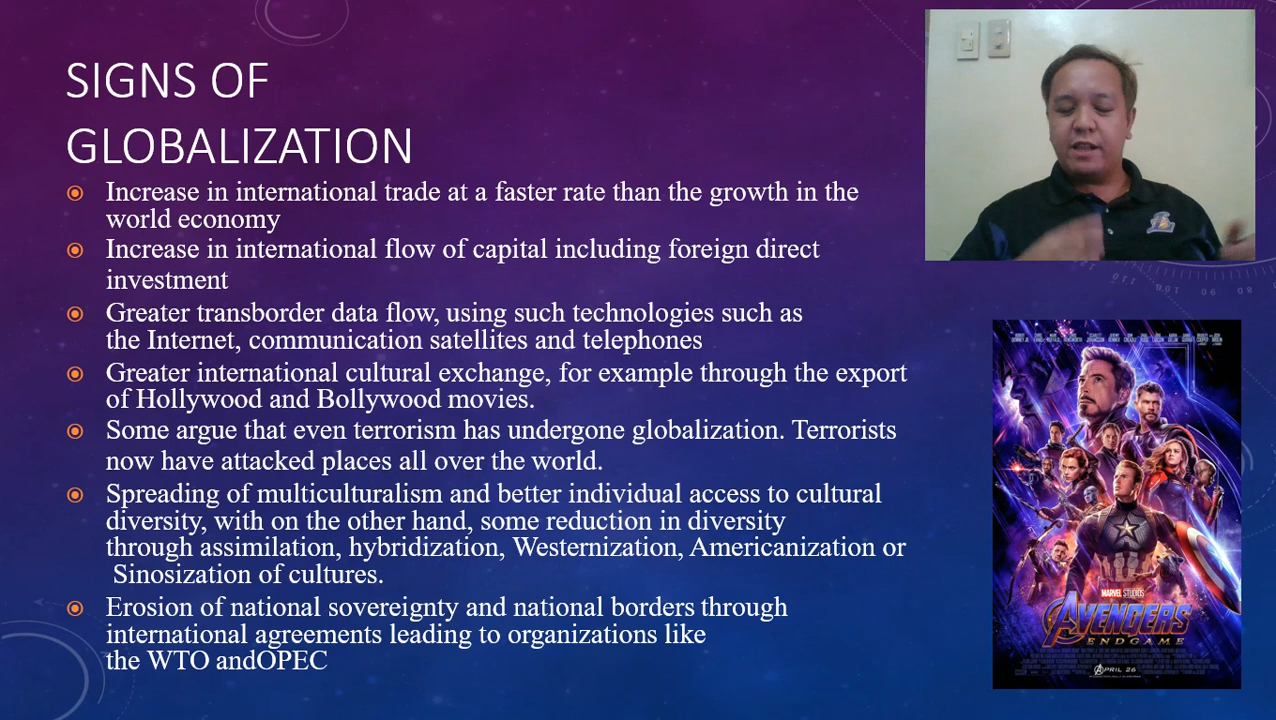 SIGNS OF
GLOBALIZATION
Increase in international trade at a faster rate than the growth in the
world economy
Increase in international flow of capital including foreign direct
investment
Greater transborder data flow, using such technologies such as
the Internet, communication satellites and telephones
Greater international cultural exchange, for example through the export
of Hollywood and Bollywood movies.
Some argue that even terrorism has undergone globalization. Terrorists
now have attacked places all over the world.
Spreading of multiculturalism and better individual access to cultural
diversity, with on the other hand, some reduction in diversity
through assimilation, hybridization, Westernization, Americanization or
Sinosization of cultures.
Erosion of national sovereignty and national borders through
international agreements leading to organizations like
the WTO andOPEC
MARVEL STUDIOS
AVENGERS
ENDGAME
APRIL 26